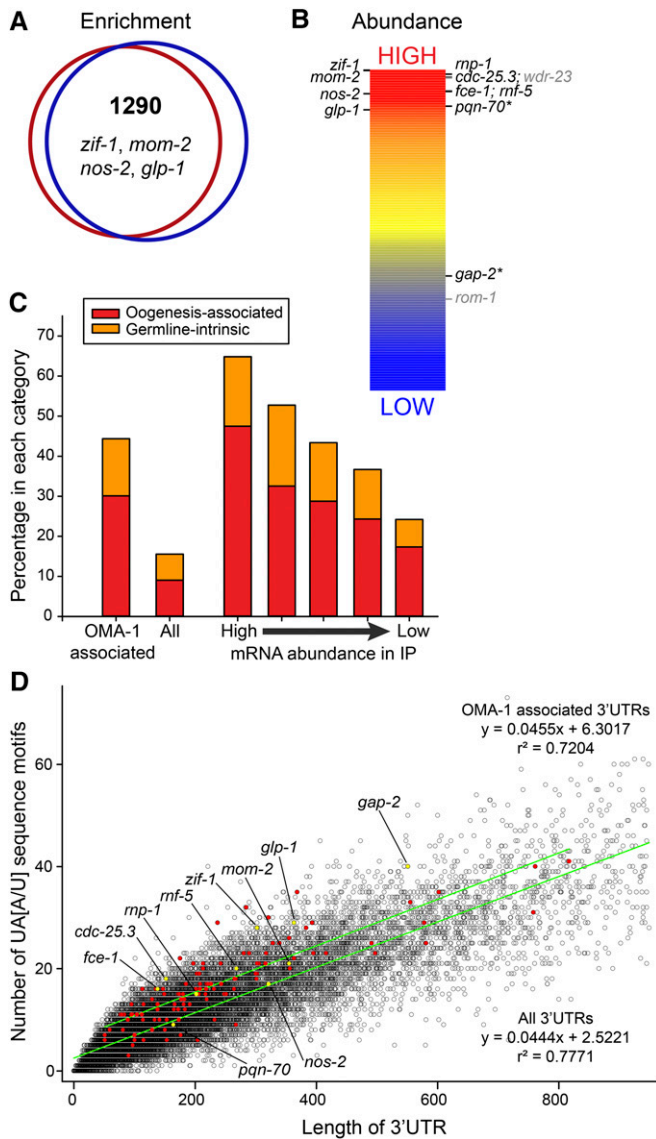 A
Enrichment
1290
zif-1, mom-2
nos-2, glp-1
B
Abundance
HIGH
zif-1
mom-2
nos-2
glp-1
rnp-1
cdc-25.3; wdr-23
fce-1; rnf-5
pqn-70*
gap-2*
rom-1
LOW
C
Oogenesis-associated
Germline-intrinsic
Percentage in each category
70
60
50
40
30
20
10
0
OMA-1 associated
All
High
Low
mRNA abundance in IP
D
Number of UA[A/U] sequence motifs
60
40
20
0
OMA-1 associated 3'UTRs
y = 0.0455x + 6.3017
r² = 0.7204
gap-2
glp-1
mom-2
zif-1
rnf-5
rnp-1
cdc-25.3
fce-1
pqn-70
nos-2
All 3'UTRs
y = 0.0444x + 2.5221
r² = 0.7771
0
200
400
600
800
Length of 3'UTR